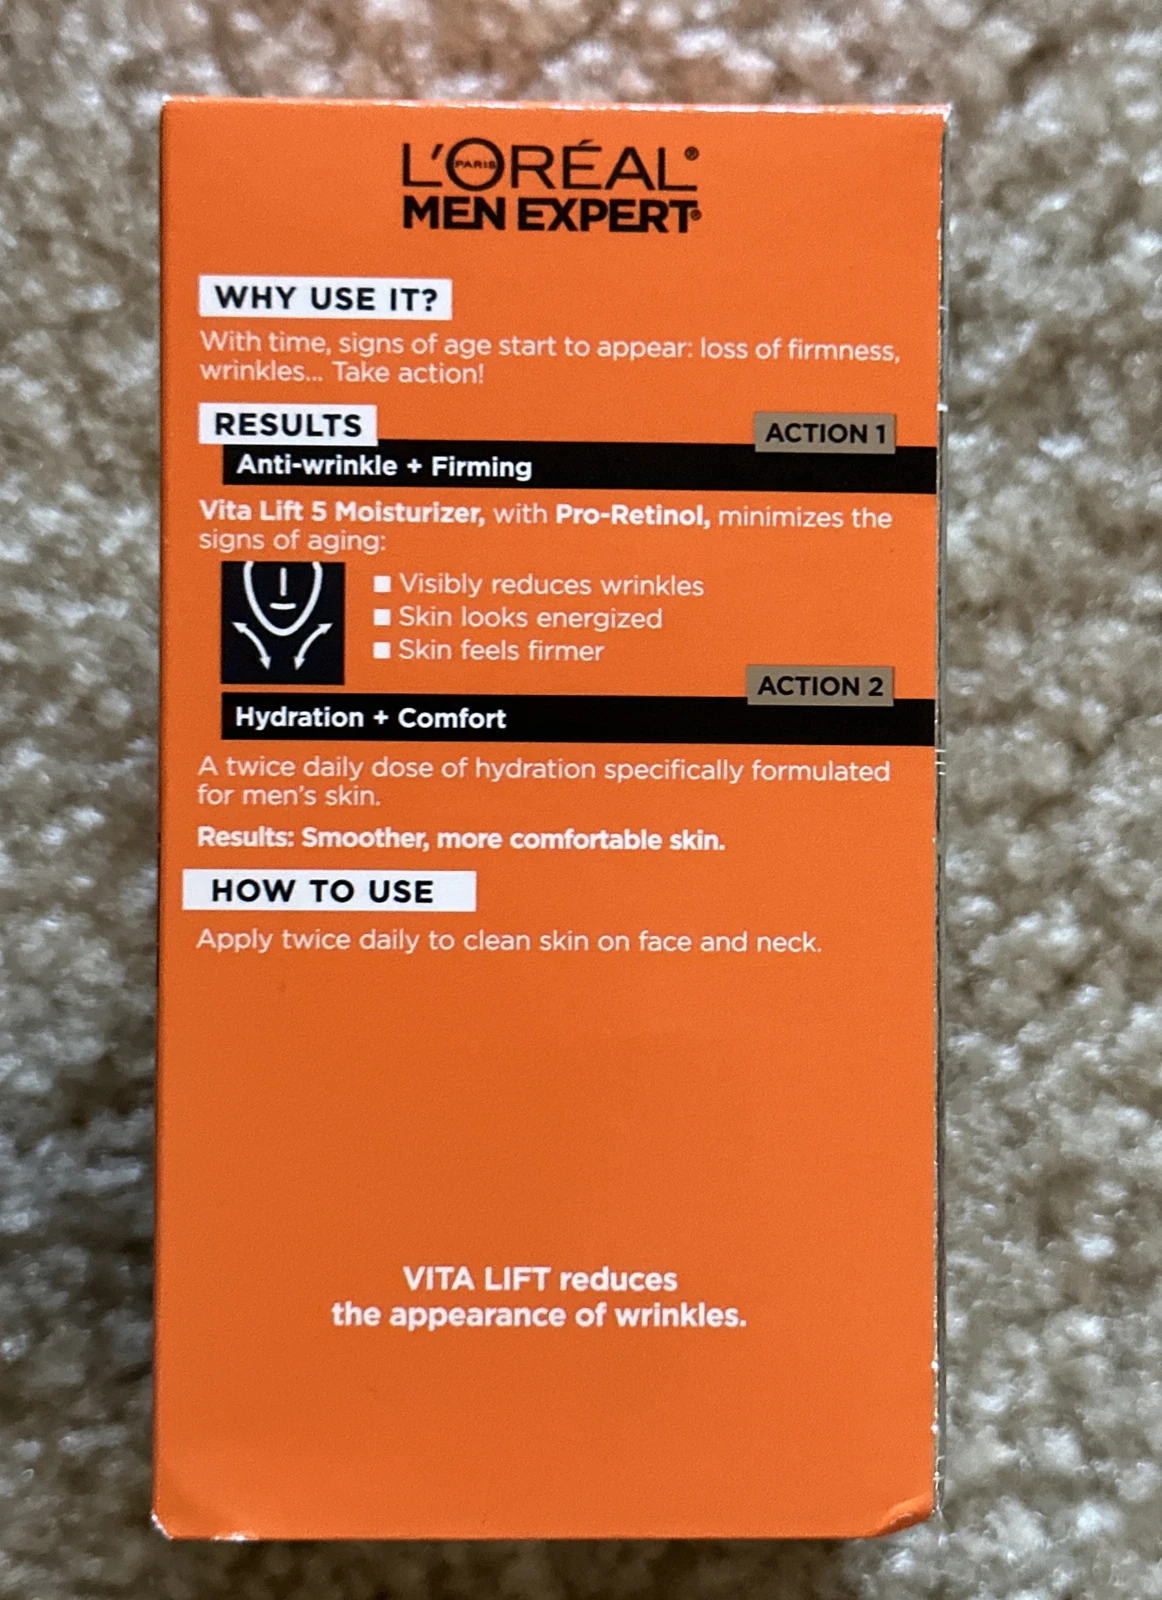 L'ORÉAL®
PARIS
MEN EXPERT®
WHY USE IT?
With time, signs of age start to appear: loss of firmness,
wrinkles... Take action!
RESULTS
ACTION 1
Anti-wrinkle + Firming
Vita Lift 5 Moisturizer, with Pro-Retinol, minimizes the
signs of aging:
■ Visibly reduces wrinkles
■ Skin looks energized
■ Skin feels firmer
ACTION 2
Hydration + Comfort
A twice daily dose of hydration specifically formulated
for men's skin.
Results: Smoother, more comfortable skin.
HOW TO USE
Apply twice daily to clean skin on face and neck.
VITA LIFT reduces
the appearance of wrinkles.